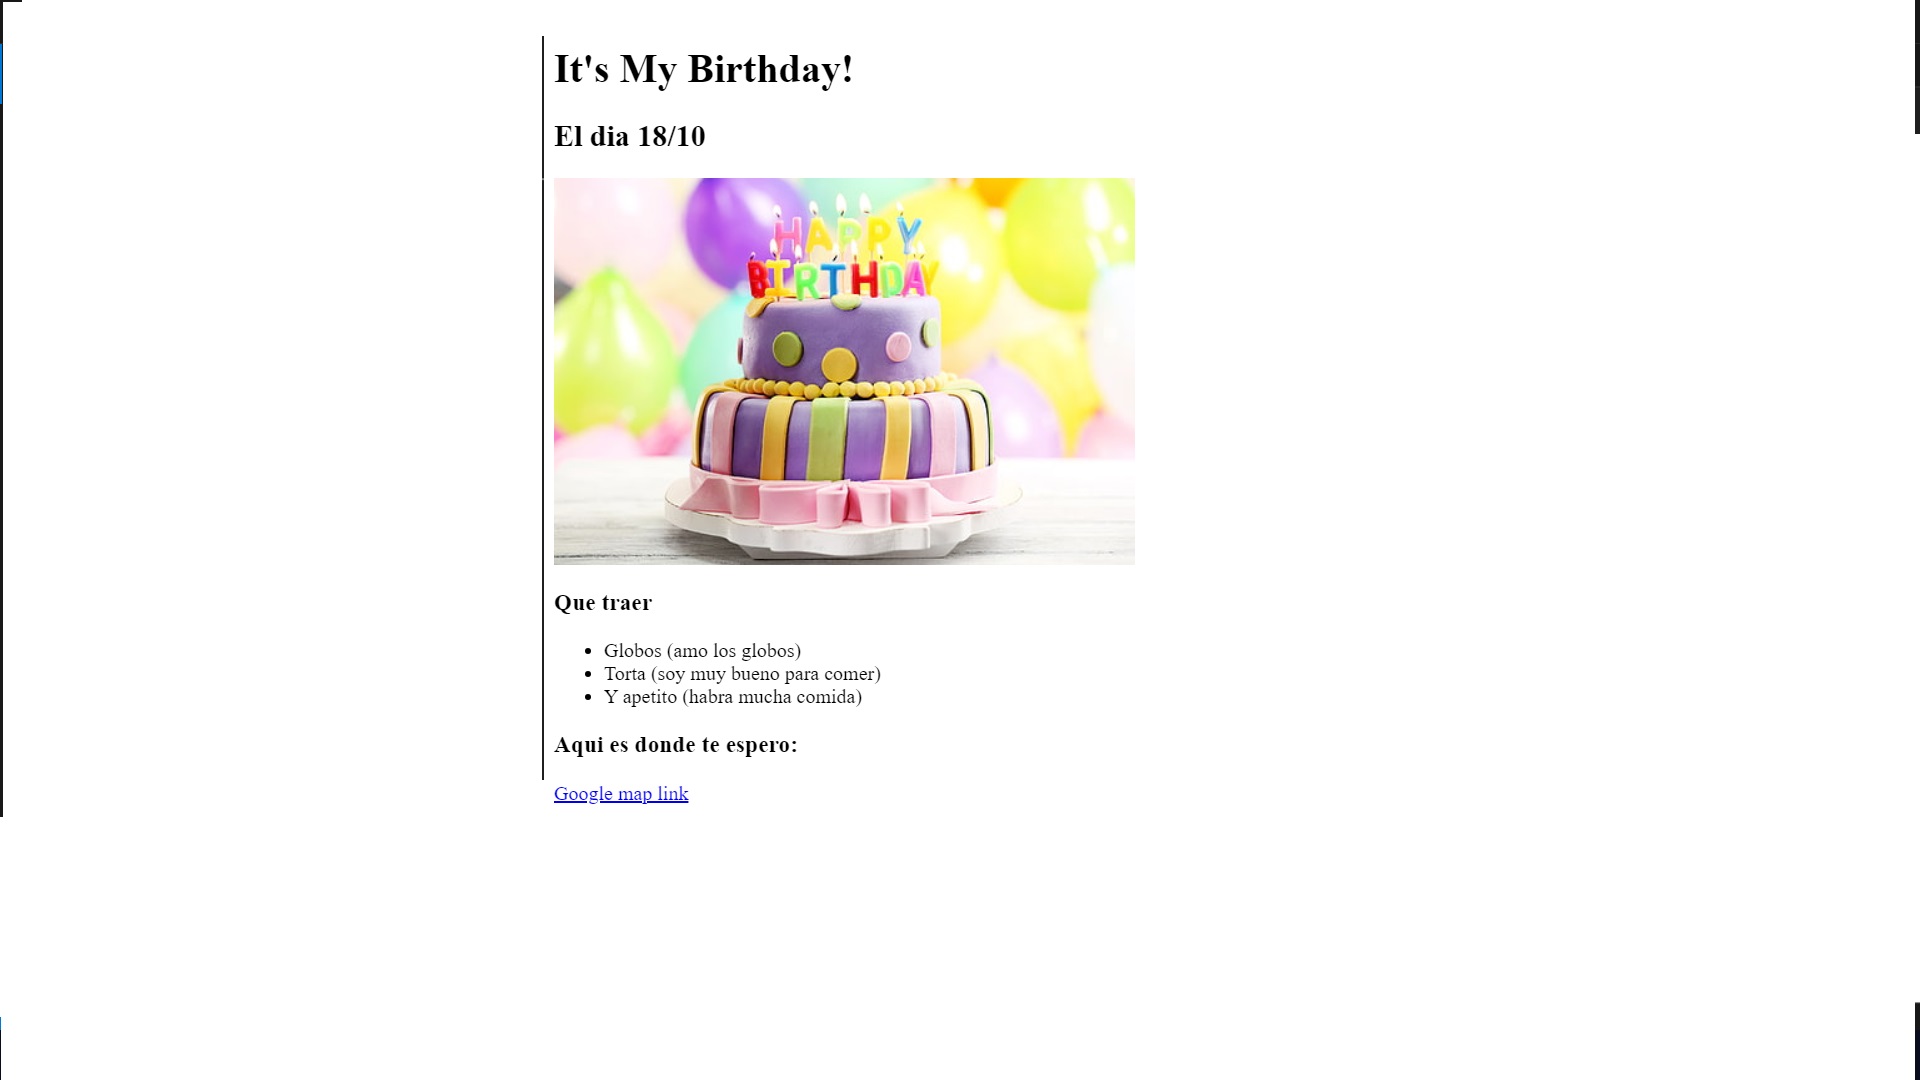 It's My Birthday!
El dia 18/10
HAPPY
BIRTHDAY
Que traer
Globos (amo los globos)
Torta (soy muy bueno para comer)
Y apetito (habra mucha comida)
Aqui es donde te espero:
Google map link